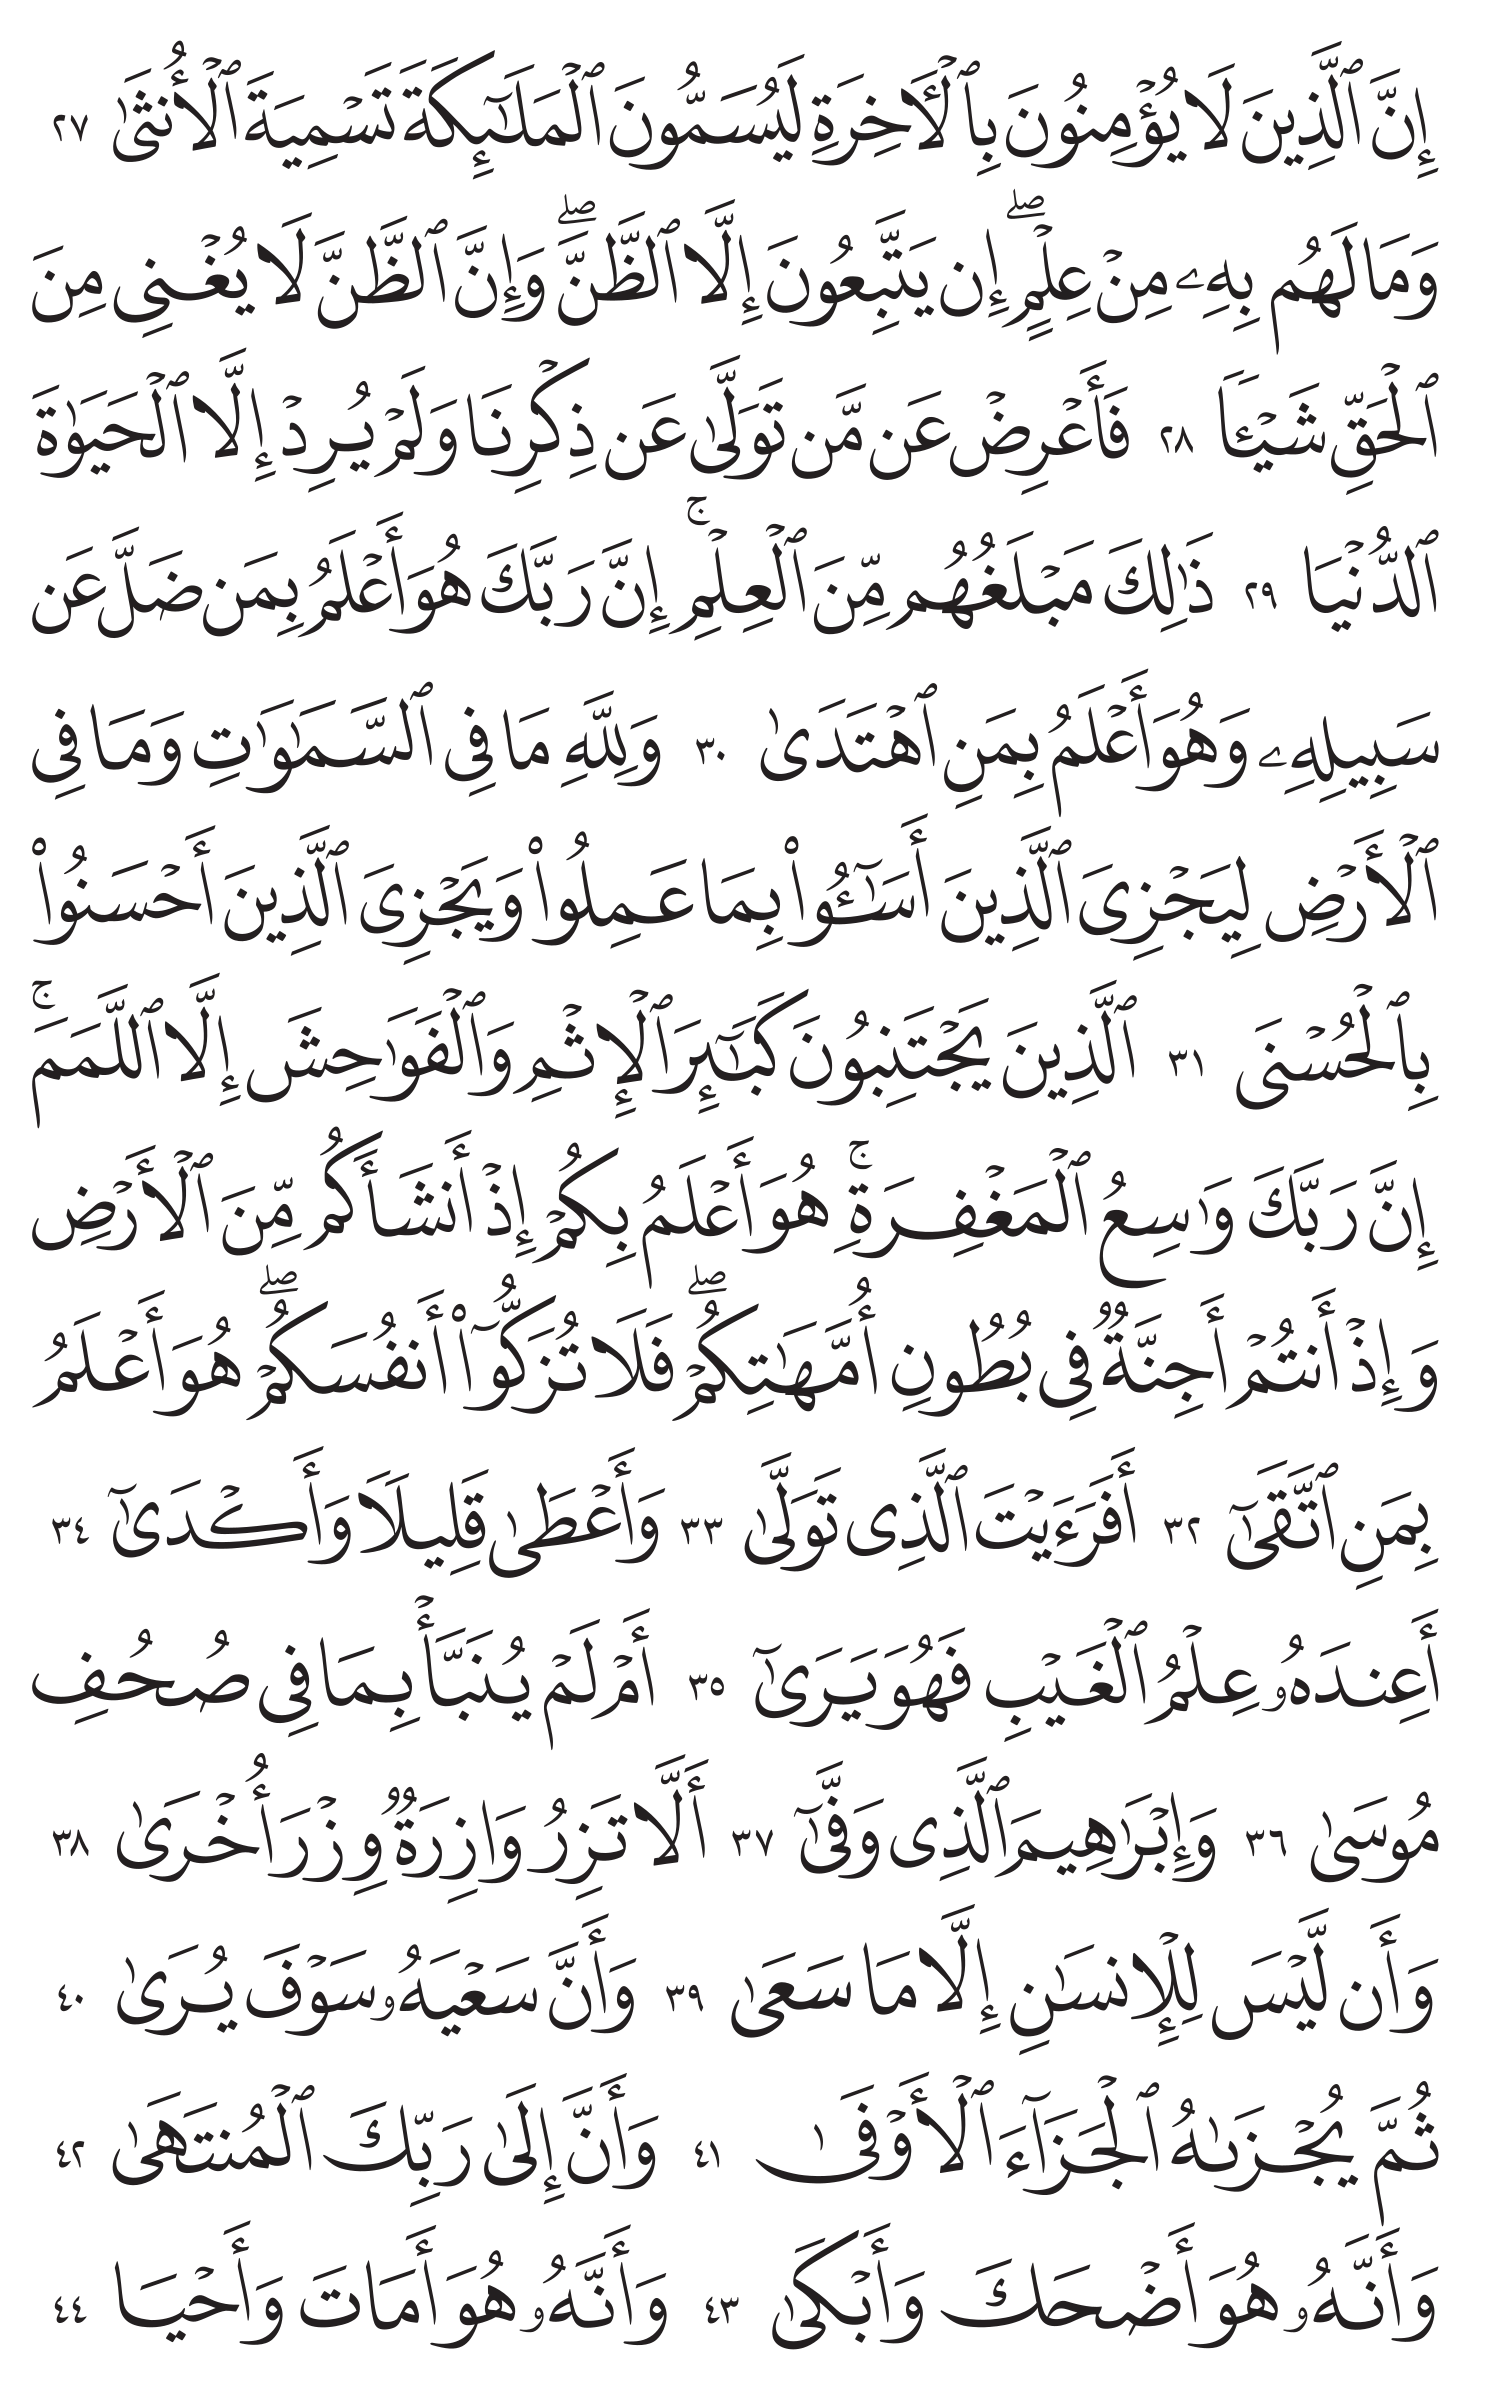 إِنَّ ٱلَّذِينَ لَا يُؤْمِنُونَ بِٱلْـَٔاخِرَةِ لَيُسَمُّونَ ٱلْمَلَـٰٓئِكَةَ تَسْمِيَةَ ٱلْأُنثَىٰ ٢٧
وَمَا لَهُم بِهِۦ مِنْ عِلْمٍ ۖ إِن يَتَّبِعُونَ إِلَّا ٱلظَّنَّ ۖ وَإِنَّ ٱلظَّنَّ لَا يُغْنِى مِنَ
ٱلْحَقِّ شَيْـًٔا ٢٨ فَأَعْرِضْ عَن مَّن تَوَلَّىٰ عَن ذِكْرِنَا وَلَمْ يُرِدْ إِلَّا ٱلْحَيَوٰةَ
ٱلدُّنْيَا ٢٩ ذَٰلِكَ مَبْلَغُهُم مِّنَ ٱلْعِلْمِ ۚ إِنَّ رَبَّكَ هُوَ أَعْلَمُ بِمَن ضَلَّ عَن
سَبِيلِهِۦ وَهُوَ أَعْلَمُ بِمَنِ ٱهْتَدَىٰ ٣٠ وَلِلَّهِ مَا فِى ٱلسَّمَـٰوَٰتِ وَمَا فِى
ٱلْأَرْضِ لِيَجْزِىَ ٱلَّذِينَ أَسَـٰٓـُٔوا۟ بِمَا عَمِلُوا۟ وَيَجْزِىَ ٱلَّذِينَ أَحْسَنُوا۟
بِٱلْحُسْنَى ٣١ ٱلَّذِينَ يَجْتَنِبُونَ كَبَـٰٓئِرَ ٱلْإِثْمِ وَٱلْفَوَٰحِشَ إِلَّا ٱللَّمَمَ ۚ
إِنَّ رَبَّكَ وَٰسِعُ ٱلْمَغْفِرَةِ ۚ هُوَ أَعْلَمُ بِكُمْ إِذْ أَنشَأَكُم مِّنَ ٱلْأَرْضِ
وَإِذْ أَنتُمْ أَجِنَّةٌ فِى بُطُونِ أُمَّهَـٰتِكُمْ ۖ فَلَا تُزَكُّوٓا۟ أَنفُسَكُمْ ۖ هُوَ أَعْلَمُ
بِمَنِ ٱتَّقَىٰٓ ٣٢ أَفَرَءَيْتَ ٱلَّذِى تَوَلَّىٰ ٣٣ وَأَعْطَىٰ قَلِيلًا وَأَكْدَىٰٓ ٣٤
أَعِندَهُۥ عِلْمُ ٱلْغَيْبِ فَهُوَ يَرَىٰٓ ٣٥ أَمْ لَمْ يُنَبَّأْ بِمَا فِى صُحُفِ
مُوسَىٰ ٣٦ وَإِبْرَٰهِيمَ ٱلَّذِى وَفَّىٰٓ ٣٧ أَلَّا تَزِرُ وَازِرَةٌ وِزْرَ أُخْرَىٰ ٣٨
وَأَن لَّيْسَ لِلْإِنسَـٰنِ إِلَّا مَا سَعَىٰ ٣٩ وَأَنَّ سَعْيَهُۥ سَوْفَ يُرَىٰ ٤٠
ثُمَّ يُجْزَىٰهُ ٱلْجَزَآءَ ٱلْأَوْفَىٰ ٤١ وَأَنَّ إِلَىٰ رَبِّكَ ٱلْمُنتَهَىٰ ٤٢
وَأَنَّهُۥ هُوَ أَضْحَكَ وَأَبْكَىٰ ٤٣ وَأَنَّهُۥ هُوَ أَمَاتَ وَأَحْيَا ٤٤